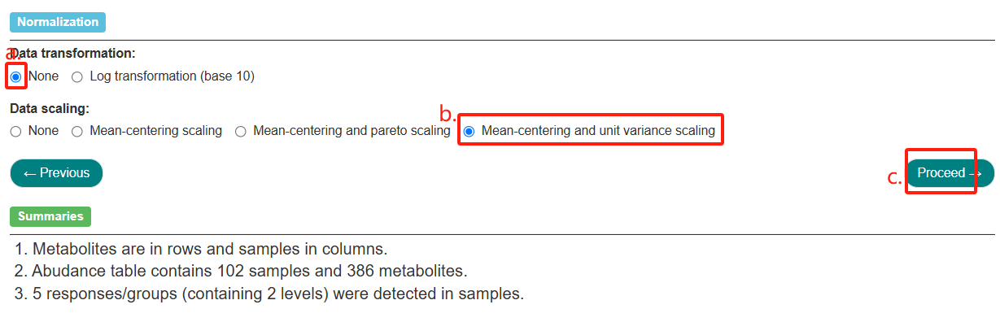 Normalization
a.
Data transformation:
None Log transformation (base 10)
Data scaling:
b.
None Mean-centering scaling Mean-centering and pareto scaling Mean-centering and unit variance scaling
← Previous
c.
Proceed →
Summaries
1. Metabolites are in rows and samples in columns.
2. Abudance table contains 102 samples and 386 metabolites.
3. 5 responses/groups (containing 2 levels) were detected in samples.